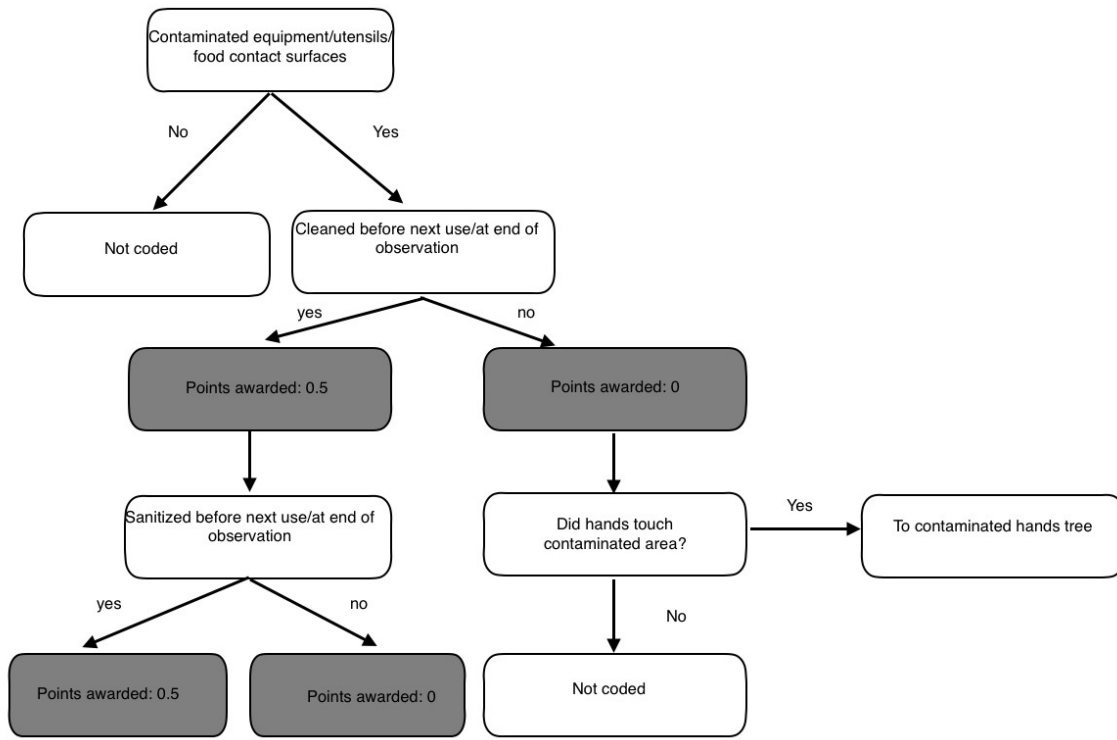 Contaminated equipment/utensils/
food contact surfaces
No
Yes
Not coded
Cleaned before next use/at end of
observation
yes
no
Points awarded: 0.5
Points awarded: 0
Sanitized before next use/at end of
observation
Did hands touch
contaminated area?
Yes
To contaminated hands tree
yes
no
No
Points awarded: 0.5
Points awarded: 0
Not coded